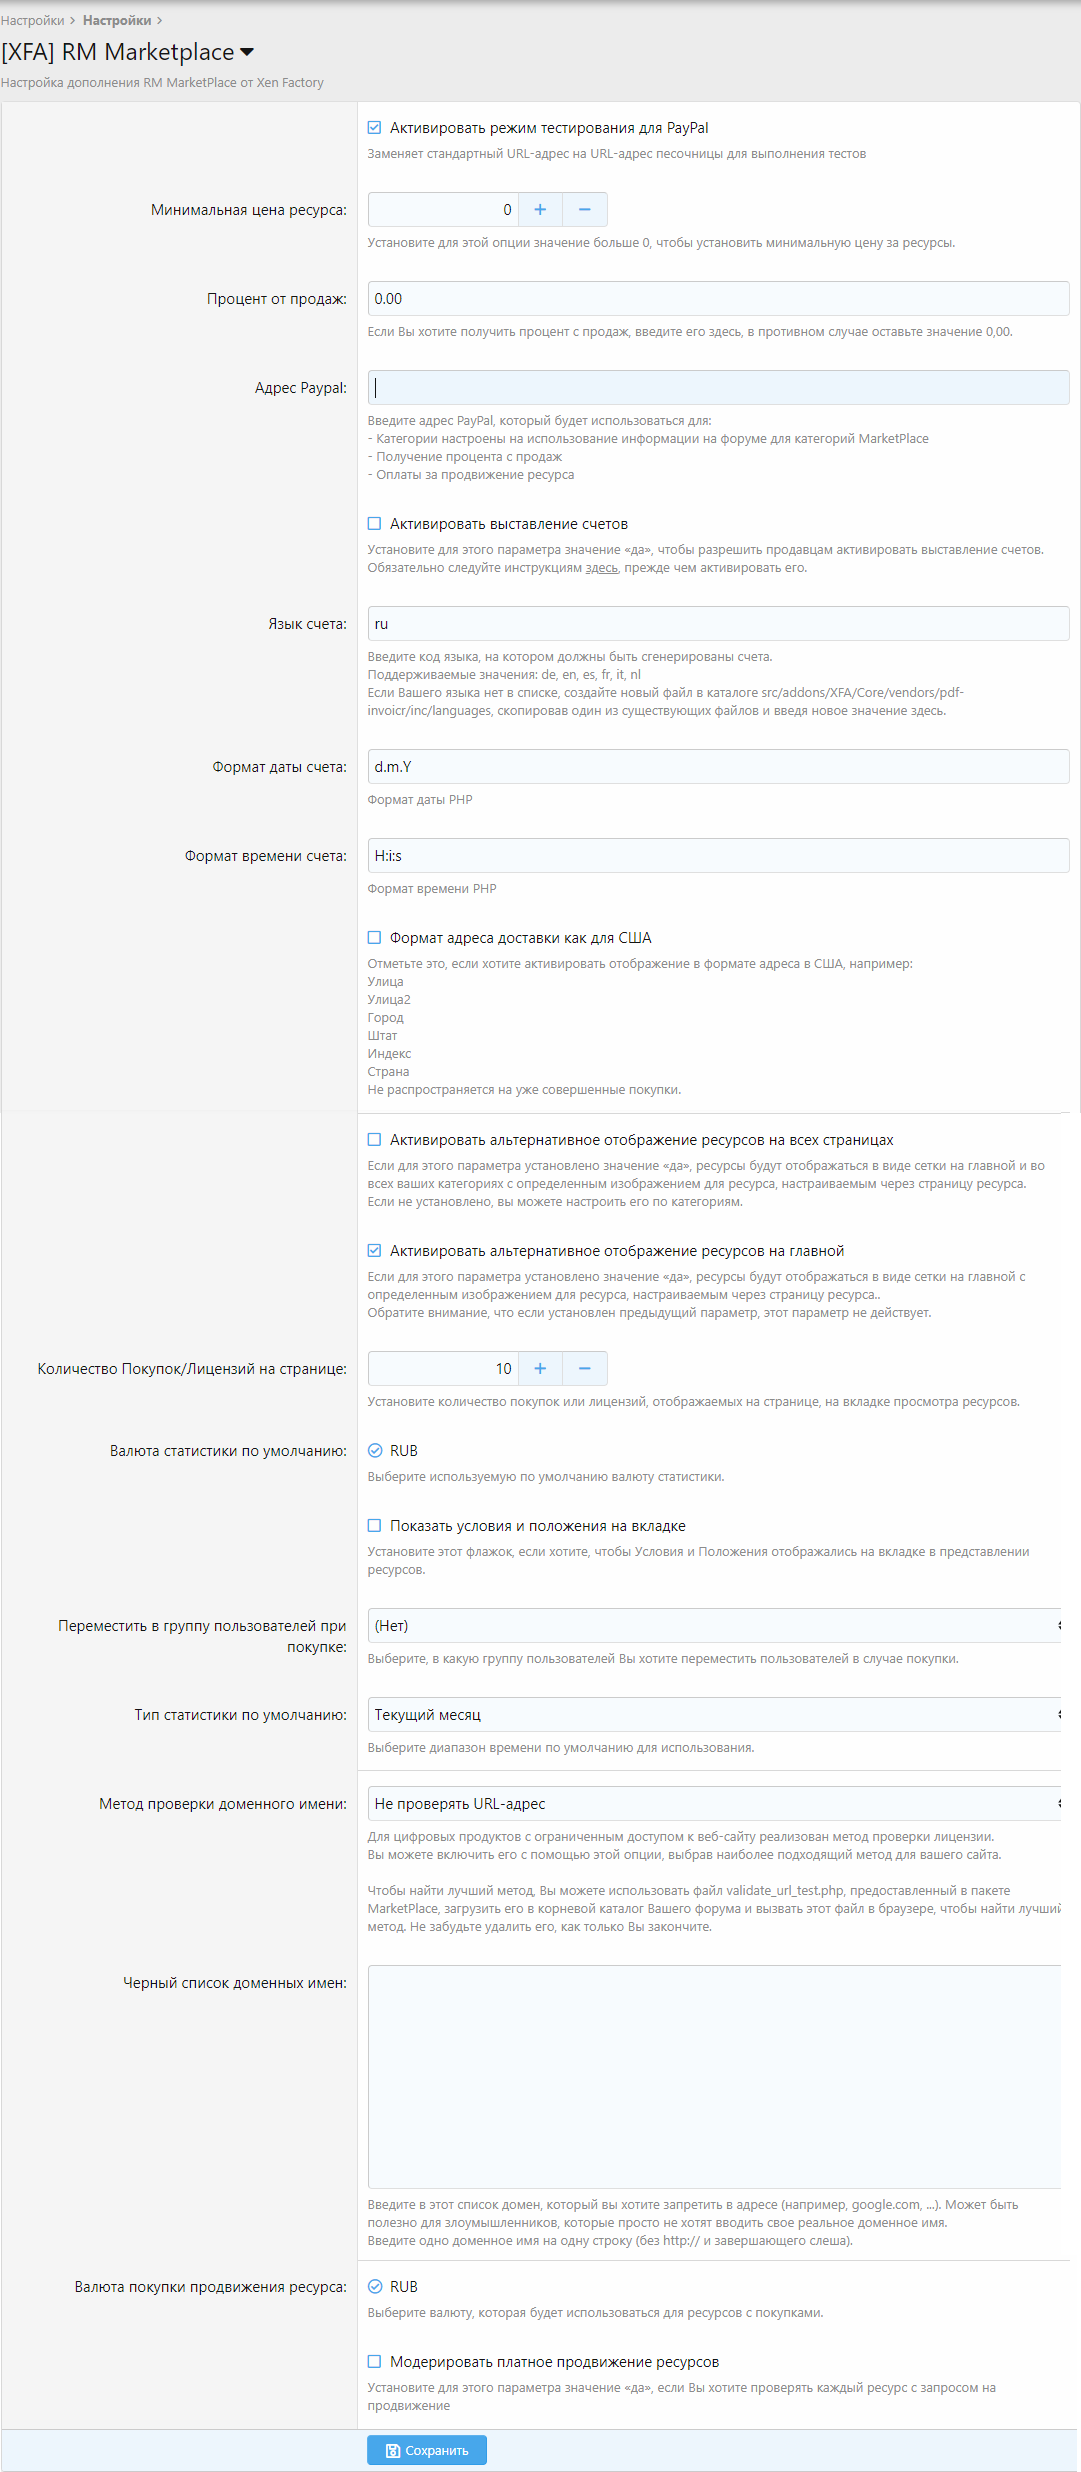 Настройки > Настройки >
[XFA] RM Marketplace
Настройка дополнения RM MarketPlace от Xen Factory
Активировать режим тестирования для PayPal
Заменяет стандартный URL-адрес на URL-адрес песочницы для выполнения тестов
Минимальная цена ресурса:
0 + −
Установите для этой опции значение больше 0, чтобы установить минимальную цену за ресурсы.
Процент от продаж:
0.00
Если Вы хотите получить процент с продаж, введите его здесь, в противном случае оставьте значение 0,00.
Адрес Paypal:
Введите адрес PayPal, который будет использоваться для:
- Категории настроены на использование информации на форуме для категорий MarketPlace
- Получение процента с продаж
- Оплаты за продвижение ресурса
Активировать выставление счетов
Установите для этого параметра значение «да», чтобы разрешить продавцам активировать выставление счетов.
Обязательно следуйте инструкциям здесь, прежде чем активировать его.
Язык счета:
ru
Введите код языка, на котором должны быть сгенерированы счета.
Поддерживаемые значения: de, en, es, fr, it, nl
Если Вашего языка нет в списке, создайте новый файл в каталоге src/addons/XFA/Core/vendors/pdf-
invoicr/inc/languages, скопировав один из существующих файлов и введя новое значение здесь.
Формат даты счета:
d.m.Y
Формат даты PHP
Формат времени счета:
H:i:s
Формат времени PHP
Формат адреса доставки как для США
Отметьте это, если хотите активировать отображение в формате адреса в США, например:
Улица
Улица2
Город
Штат
Индекс
Страна
Не распространяется на уже совершенные покупки.
Активировать альтернативное отображение ресурсов на всех страницах
Если для этого параметра установлено значение «да», ресурсы будут отображаться в виде сетки на главной и во
всех ваших категориях с определенным изображением для ресурса, настраиваемым через страницу ресурса.
Если не установлено, вы можете настроить его по категориям.
Активировать альтернативное отображение ресурсов на главной
Если для этого параметра установлено значение «да», ресурсы будут отображаться в виде сетки на главной с
определенным изображением для ресурса, настраиваемым через страницу ресурса..
Обратите внимание, что если установлен предыдущий параметр, этот параметр не действует.
Количество Покупок/Лицензий на странице:
10 + −
Установите количество покупок или лицензий, отображаемых на странице, на вкладке просмотра ресурсов.
Валюта статистики по умолчанию:
RUB
Выберите используемую по умолчанию валюту статистики.
Показать условия и положения на вкладке
Установите этот флажок, если хотите, чтобы Условия и Положения отображались на вкладке в представлении
ресурсов.
Переместить в группу пользователей при
покупке:
(Нет)
Выберите, в какую группу пользователей Вы хотите переместить пользователей в случае покупки.
Тип статистики по умолчанию:
Текущий месяц
Выберите диапазон времени по умолчанию для использования.
Метод проверки доменного имени:
Не проверять URL-адрес
Для цифровых продуктов с ограниченным доступом к веб-сайту реализован метод проверки лицензии.
Вы можете включить его с помощью этой опции, выбрав наиболее подходящий метод для вашего сайта.
Чтобы найти лучший метод, Вы можете использовать файл validate_url_test.php, предоставленный в пакете
MarketPlace, загрузить его в корневой каталог Вашего форума и вызвать этот файл в браузере, чтобы найти лучший
метод. Не забудьте удалить его, как только Вы закончите.
Черный список доменных имен:
Введите в этот список домен, который вы хотите запретить в адресе (например, google.com, ...). Может быть
полезно для злоумышленников, которые просто не хотят вводить свое реальное доменное имя.
Введите одно доменное имя на одну строку (без http:// и завершающего слеша).
Валюта покупки продвижения ресурса:
RUB
Выберите валюту, которая будет использоваться для ресурсов с покупками.
Модерировать платное продвижение ресурсов
Установите для этого параметра значение «да», если Вы хотите проверять каждый ресурс с запросом на
продвижение
Сохранить